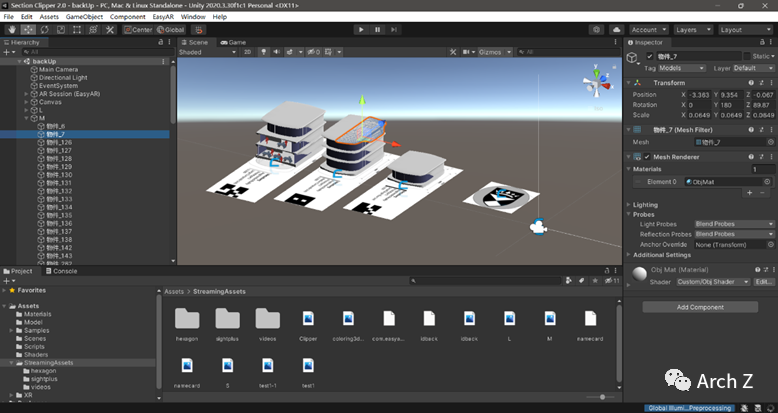 Section Clipper 2.0 - backUp - PC, Mac & Linux Standalone - Unity 2020.3.30f1c1 Personal <DX11>
File Edit Assets GameObject Component EasyAR Window Help
Center Global Account Layers Layout
Hierarchy Scene Game Inspector
All Shaded 2D Gizmos All
backUp
Main Camera
Directional Light
EventSystem
AR Session (EasyAR)
Canvas
L
M
物件_6
物件_7
物件_126
物件_127
物件_128
物件_129
物件_130
物件_131
物件_132
物件_133
物件_134
物件_135
物件_136
物件_137
物件_138
物件_142
物件_143
物件_7 Static
Tag Models Layer Default
Transform
Position X -3.363 Y 9.354 Z -0.067
Rotation X 0 Y 180 Z 89.87
Scale X 0.0649 Y 0.0649 Z 0.0649
物件_7 (Mesh Filter)
Mesh 物件_7
Mesh Renderer
Materials 1
Element 0 ObjMat
Lighting
Probes
Light Probes Blend Probes
Reflection Probes Blend Probes
Anchor Override None (Transform)
Additional Settings
Obj Mat (Material)
Shader Custom/Obj Shader Edit...
Add Component
Project Console
11
Favorites
Assets
Materials
Model
Samples
Scenes
Scripts
Shaders
StreamingAssets
hexagon
sightplus
videos
XR
Assets > StreamingAssets
hexagon sightplus videos Clipper coloring3d... com.easya... idback idback L M namecard
namecard S test1-1 test1
Arch Z
Global Illumi...Preprocessing